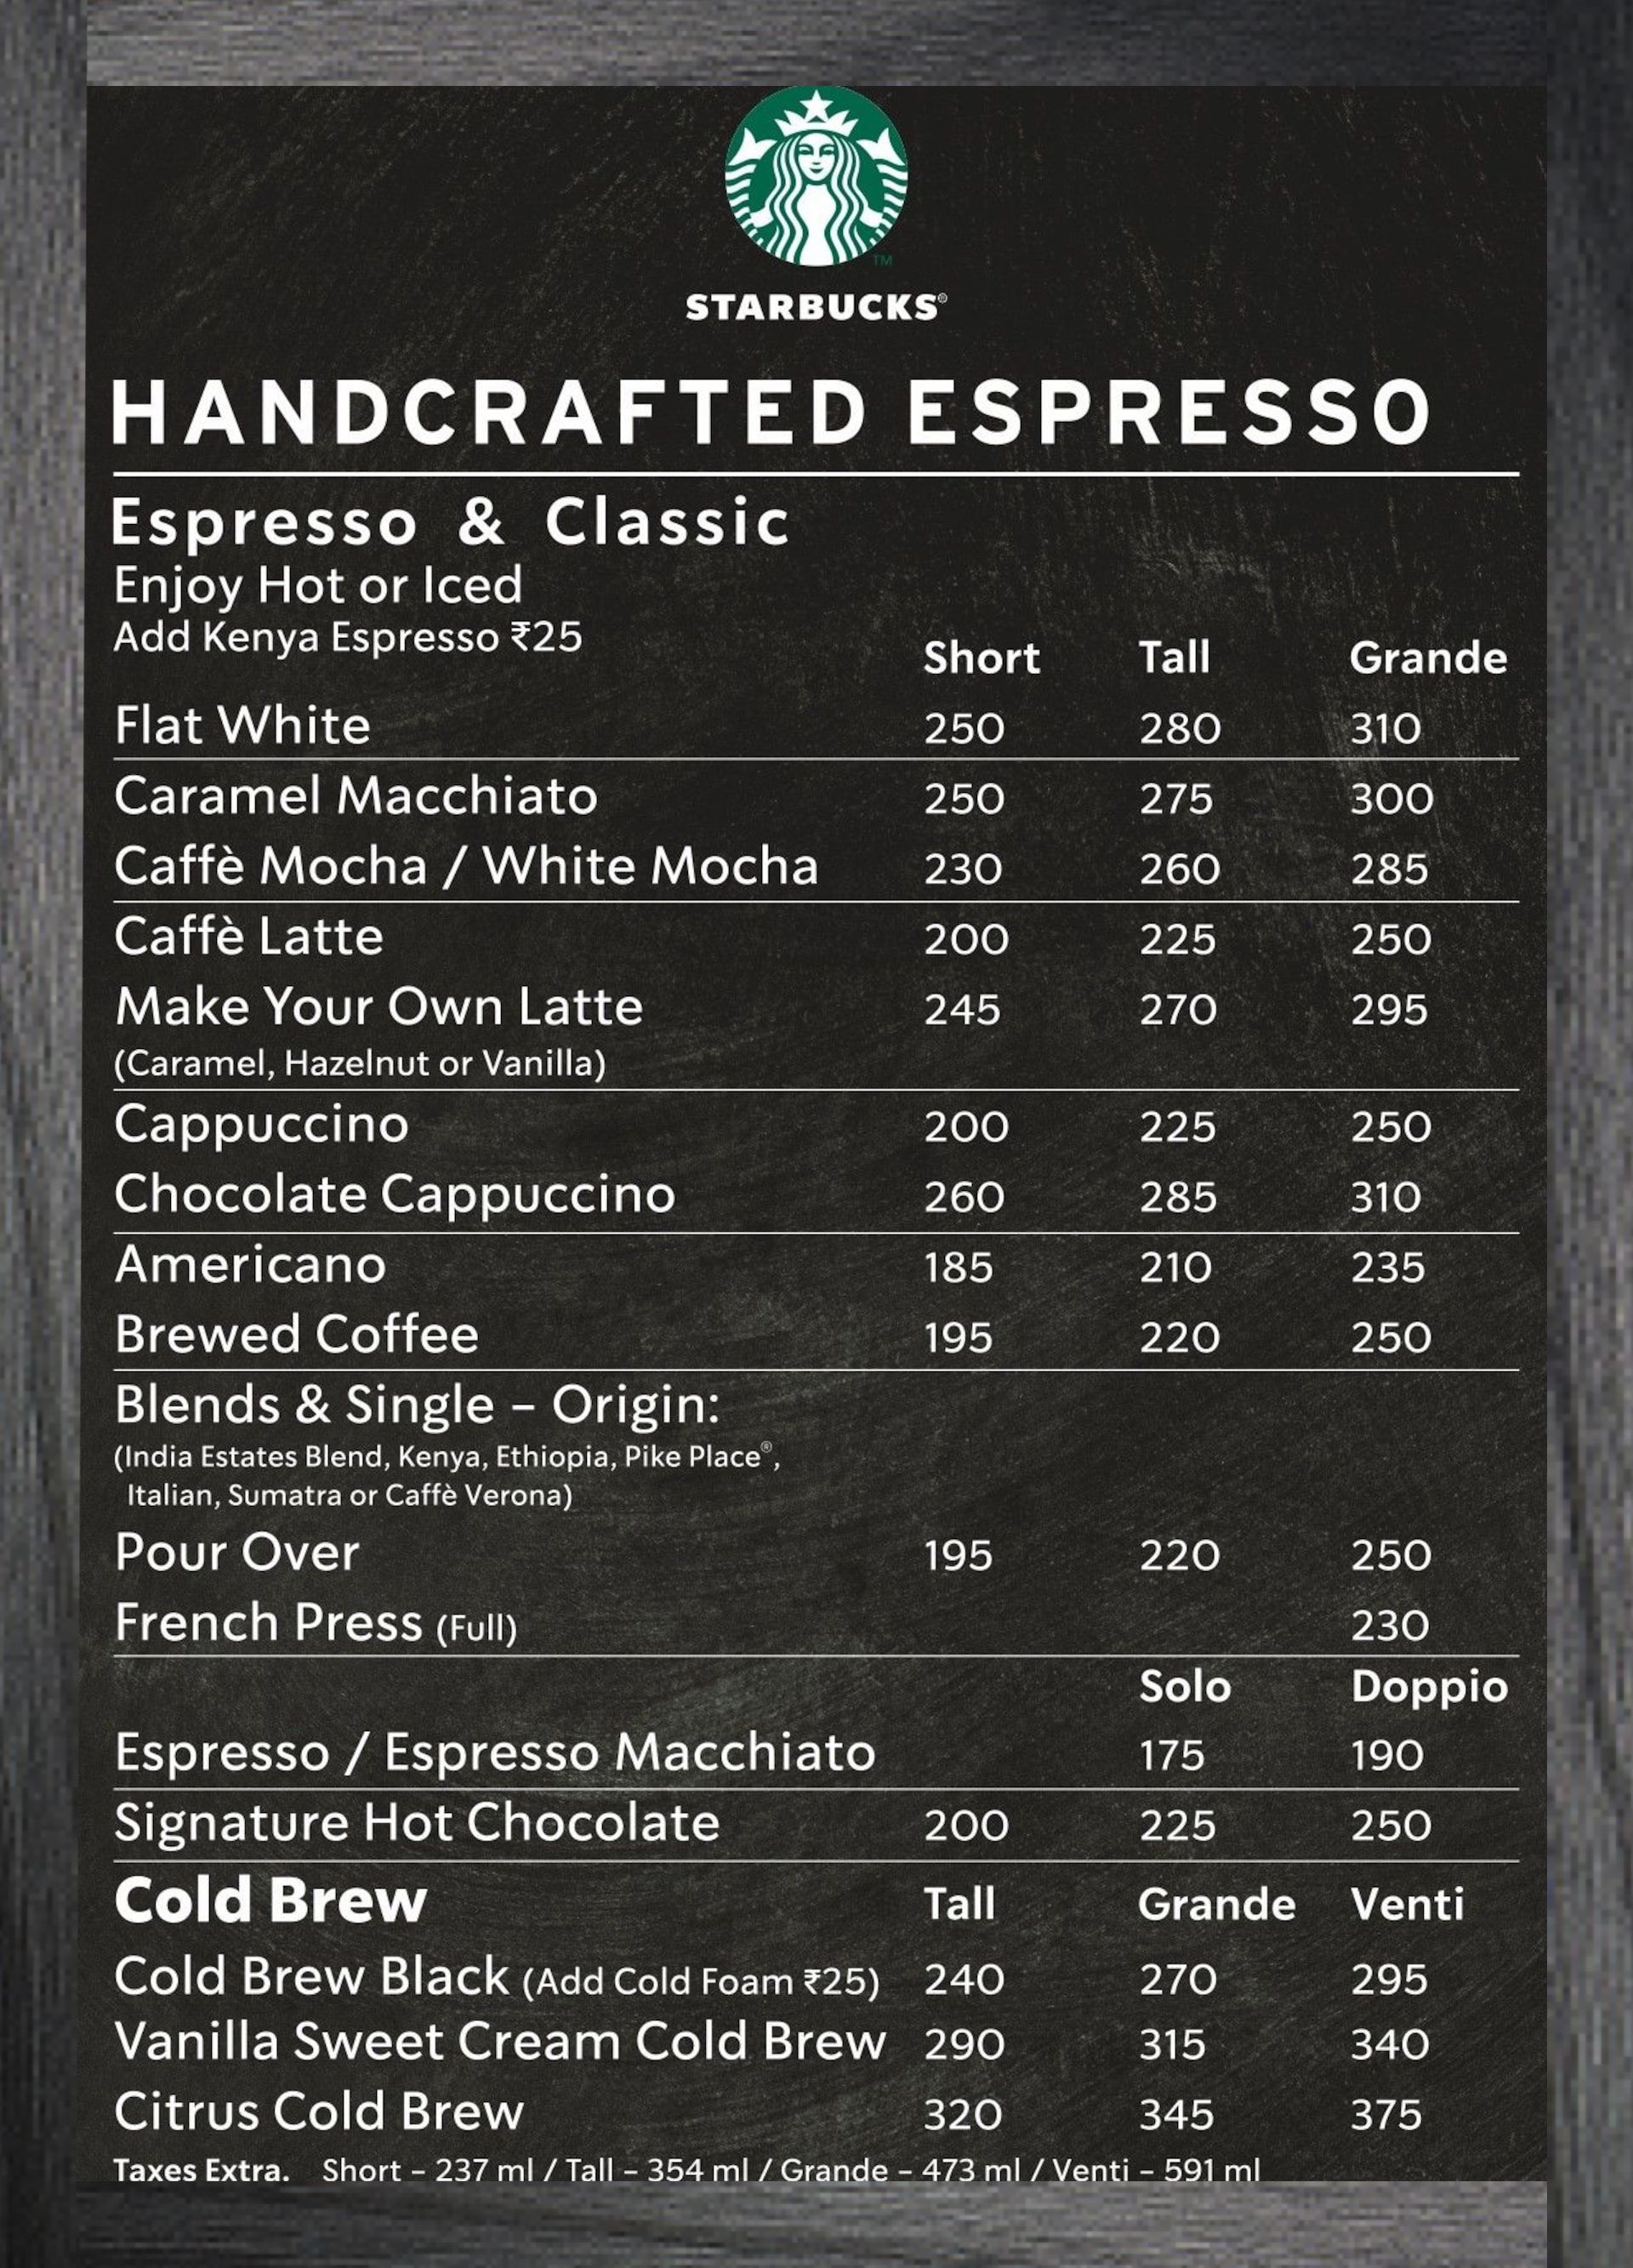 TM
STARBUCKS®
HANDCRAFTED ESPRESSO
Espresso & Classic
Enjoy Hot or Iced
Add Kenya Espresso ₹25
Short Tall Grande
Flat White 250 280 310
Caramel Macchiato 250 275 300
Caffè Mocha / White Mocha 230 260 285
Caffè Latte 200 225 250
Make Your Own Latte 245 270 295
(Caramel, Hazelnut or Vanilla)
Cappuccino 200 225 250
Chocolate Cappuccino 260 285 310
Americano 185 210 235
Brewed Coffee 195 220 250
Blends & Single – Origin:
(India Estates Blend, Kenya, Ethiopia, Pike Place®,
Italian, Sumatra or Caffè Verona)
Pour Over 195 220 250
French Press (Full) 230
Solo Doppio
Espresso / Espresso Macchiato 175 190
Signature Hot Chocolate 200 225 250
Cold Brew Tall Grande Venti
Cold Brew Black (Add Cold Foam ₹25) 240 270 295
Vanilla Sweet Cream Cold Brew 290 315 340
Citrus Cold Brew 320 345 375
Taxes Extra. Short – 237 ml / Tall – 354 ml / Grande – 473 ml / Venti – 591 ml